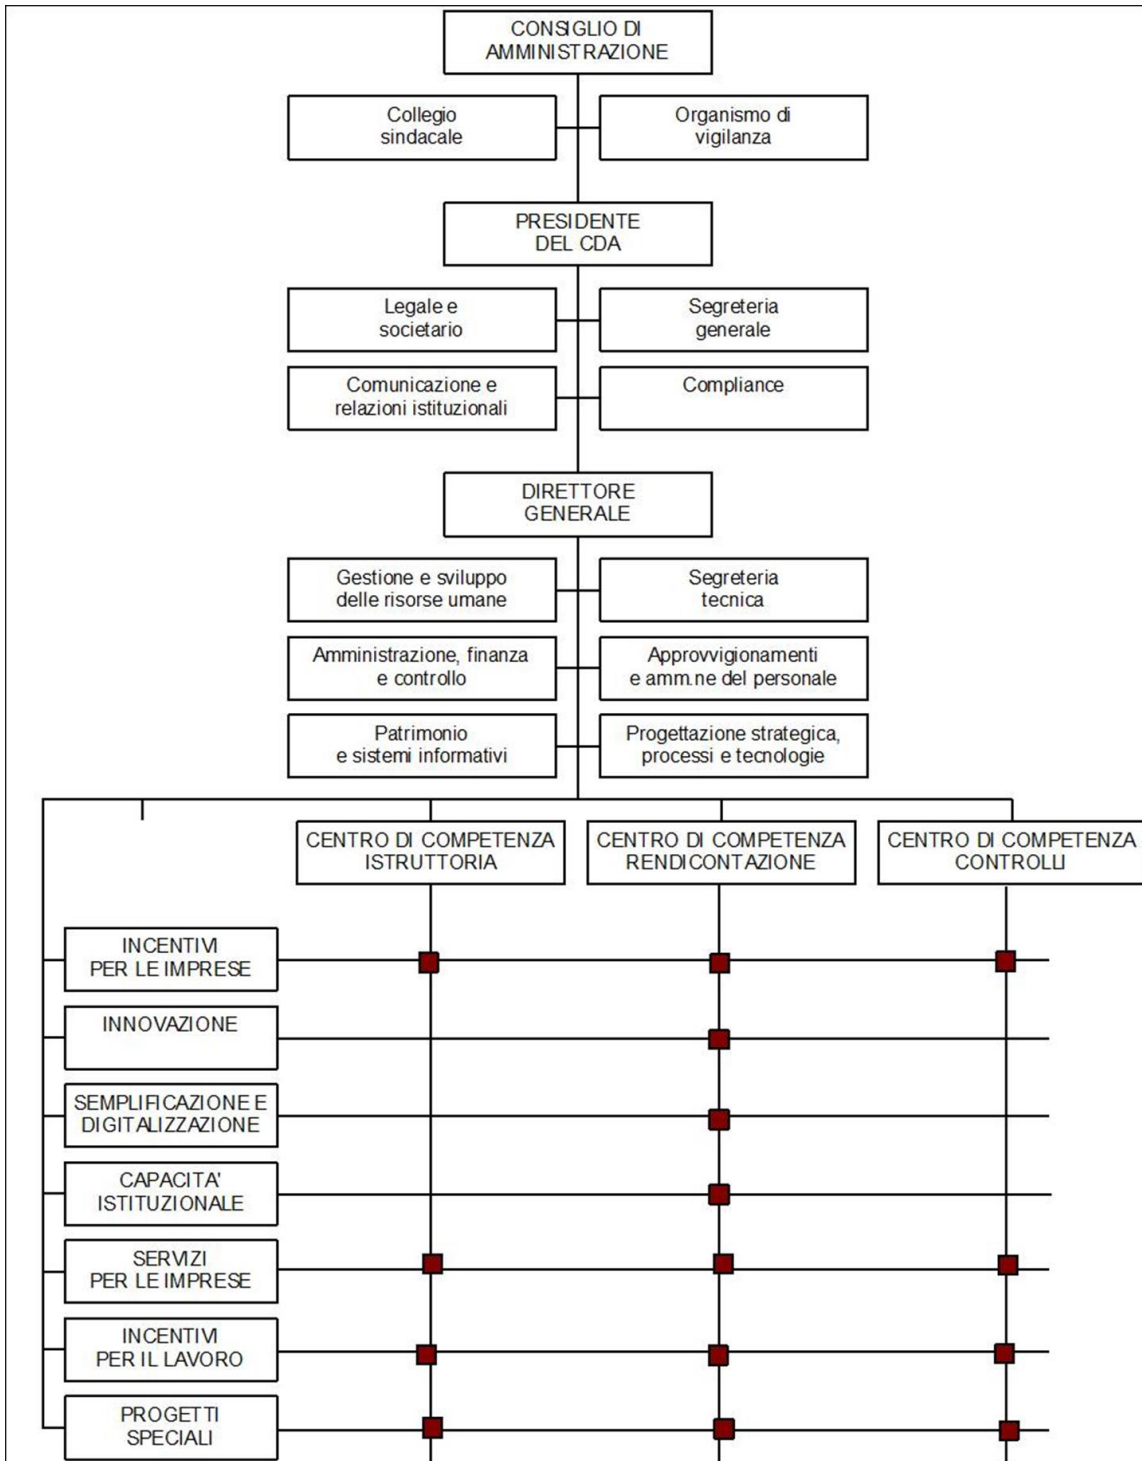 CONSIGLIO DI
AMMINISTRAZIONE
Collegio
sindacale
Organismo di
vigilanza
PRESIDENTE
DEL CDA
Legale e
societario
Segreteria
generale
Comunicazione e
relazioni istituzionali
Compliance
DIRETTORE
GENERALE
Gestione e sviluppo
delle risorse umane
Segreteria
tecnica
Amministrazione, finanza
e controllo
Approvvigionamenti
e amm.ne del personale
Patrimonio
e sistemi informativi
Progettazione strategica,
processi e tecnologie
CENTRO DI COMPETENZA
ISTRUTTORIA
CENTRO DI COMPETENZA
RENDICONTAZIONE
CENTRO DI COMPETENZA
CONTROLLI
INCENTIVI
PER LE IMPRESE
INNOVAZIONE
SEMPLIFICAZIONE E
DIGITALIZZAZIONE
CAPACITA'
ISTITUZIONALE
SERVIZI
PER LE IMPRESE
INCENTIVI
PER IL LAVORO
PROGETTI
SPECIALI